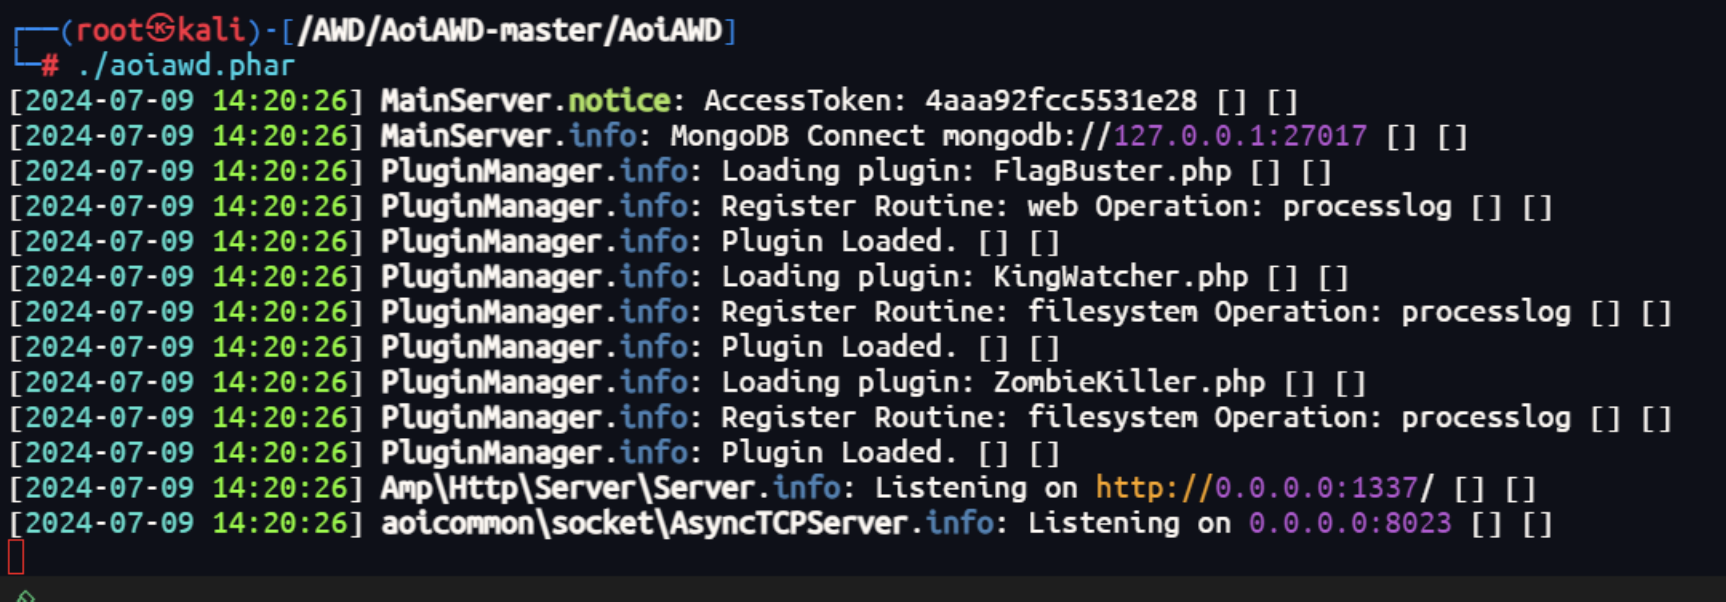 ┌──(root㉿kali)-[/AWD/AoiAWD-master/AoiAWD]
└─# ./aoiawd.phar
[2024-07-09 14:20:26] MainServer.notice: AccessToken: 4aaa92fcc5531e28 [] []
[2024-07-09 14:20:26] MainServer.info: MongoDB Connect mongodb://127.0.0.1:27017 [] []
[2024-07-09 14:20:26] PluginManager.info: Loading plugin: FlagBuster.php [] []
[2024-07-09 14:20:26] PluginManager.info: Register Routine: web Operation: processlog [] []
[2024-07-09 14:20:26] PluginManager.info: Plugin Loaded. [] []
[2024-07-09 14:20:26] PluginManager.info: Loading plugin: KingWatcher.php [] []
[2024-07-09 14:20:26] PluginManager.info: Register Routine: filesystem Operation: processlog [] []
[2024-07-09 14:20:26] PluginManager.info: Plugin Loaded. [] []
[2024-07-09 14:20:26] PluginManager.info: Loading plugin: ZombieKiller.php [] []
[2024-07-09 14:20:26] PluginManager.info: Register Routine: filesystem Operation: processlog [] []
[2024-07-09 14:20:26] PluginManager.info: Plugin Loaded. [] []
[2024-07-09 14:20:26] Amp\Http\Server\Server.info: Listening on http://0.0.0.0:1337/ [] []
[2024-07-09 14:20:26] aoicommon\socket\AsyncTCPServer.info: Listening on 0.0.0.0:8023 [] []